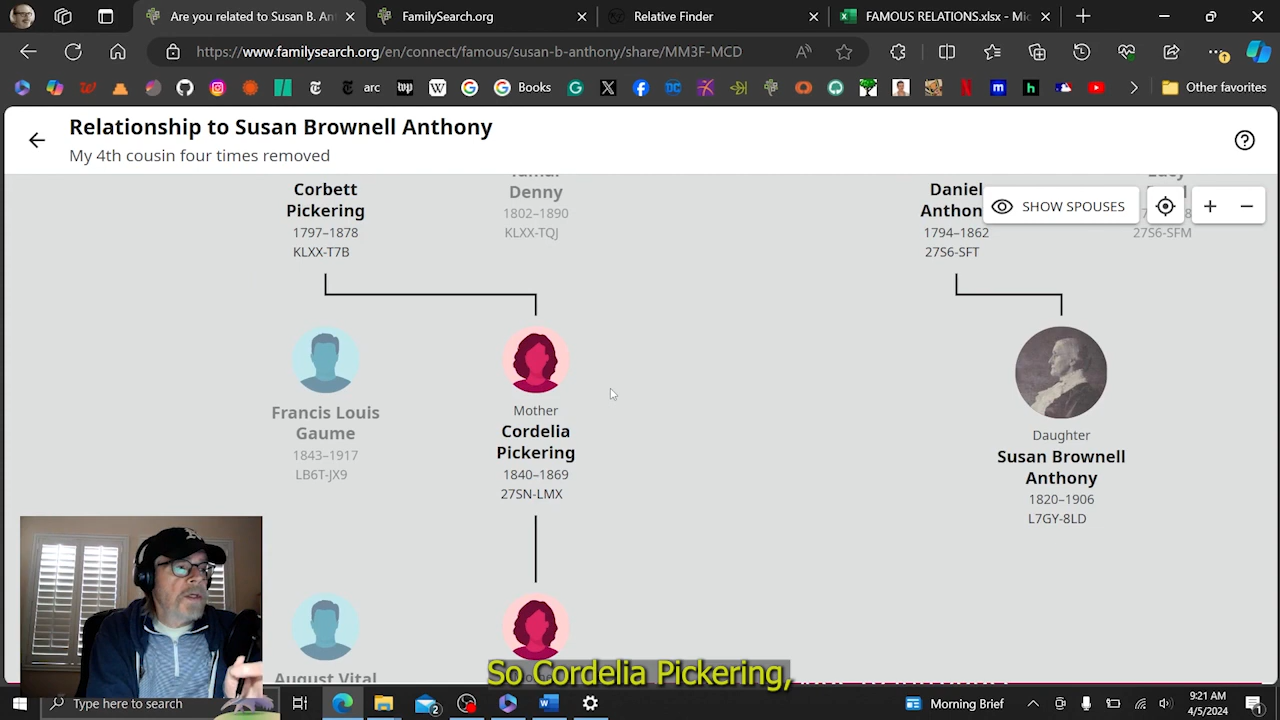 Are you related to Susan B. An
FamilySearch.org
Relative Finder
FAMOUS RELATIONS.xlsx - Mic
https://www.familysearch.org/en/connect/famous/susan-b-anthony/share/MM3F-MCD
arc
Books
Other favorites
Relationship to Susan Brownell Anthony
My 4th cousin four times removed
SHOW SPOUSES
Corbett
Pickering
1797–1878
KLXX-T7B
Denny
1802–1890
KLXX-TQJ
Daniel
Anthon
1794–1862
27S6-SFT
27S6-SFM
Francis Louis
Gaume
1843–1917
LB6T-JX9
Mother
Cordelia
Pickering
1840–1869
27SN-LMX
Daughter
Susan Brownell
Anthony
1820–1906
L7GY-8LD
August Vital
So Cordelia Pickering,
Type here to search
Morning Brief
9:21 AM
4/5/2024